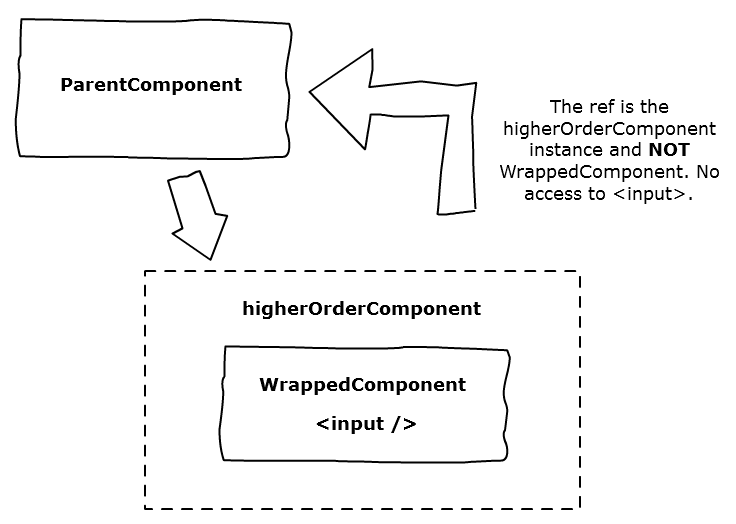 ParentComponent
The ref is the
higherOrderComponent
instance and NOT
WrappedComponent. No
access to <input>.
higherOrderComponent
WrappedComponent
<input />